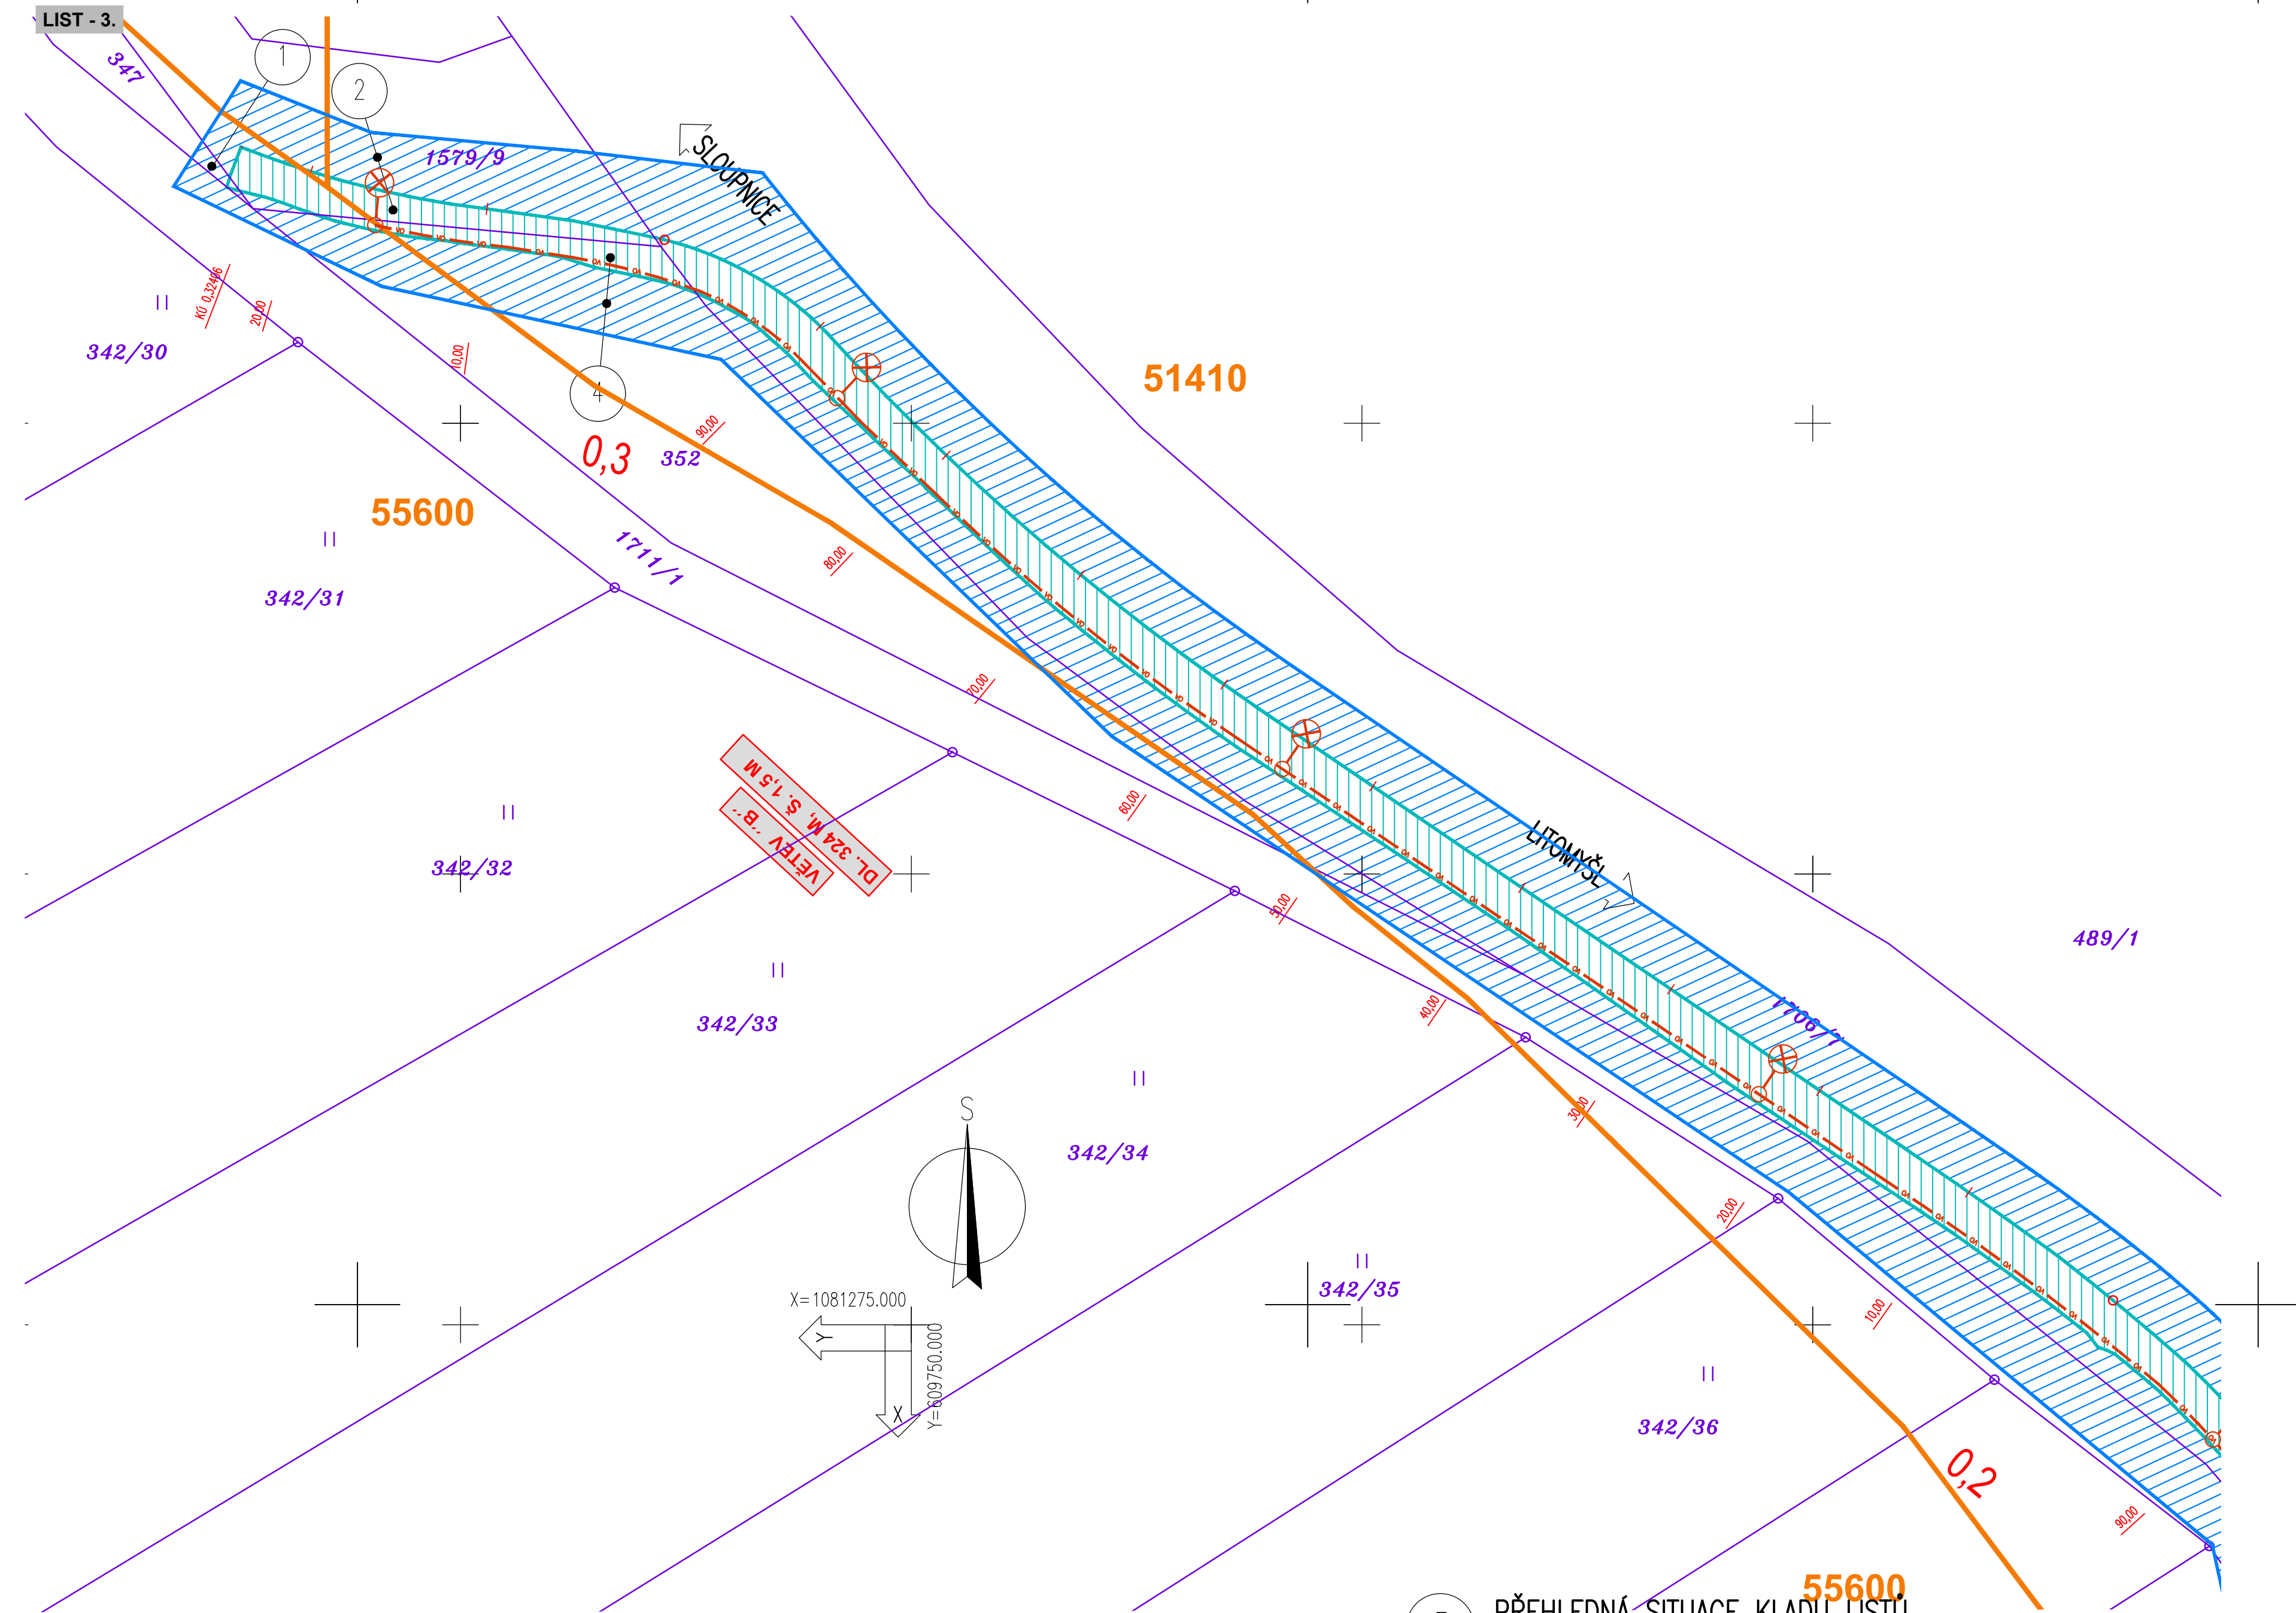 LIST - 3.
347
1
2
1579/9
SLOUPNICE
KÚ 0,32406
20,00
342/30
10,00
4
51410
90,00
0,3
352
55600
1711/1
80,00
342/31
70,00
DL. 324 M, Š. 1,5 M
VĚTEV ´´B´´
60,00
LITOMYŠL
342/32
50,00
489/1
40,00
342/33
S
30,00
342/34
20,00
342/35
X=1081275.000
Y
10,00
Y=609750.000
X
342/36
0,2
90,00
55600
PŘEHLEDNÁ SITUACE, KLADU LISTŮ